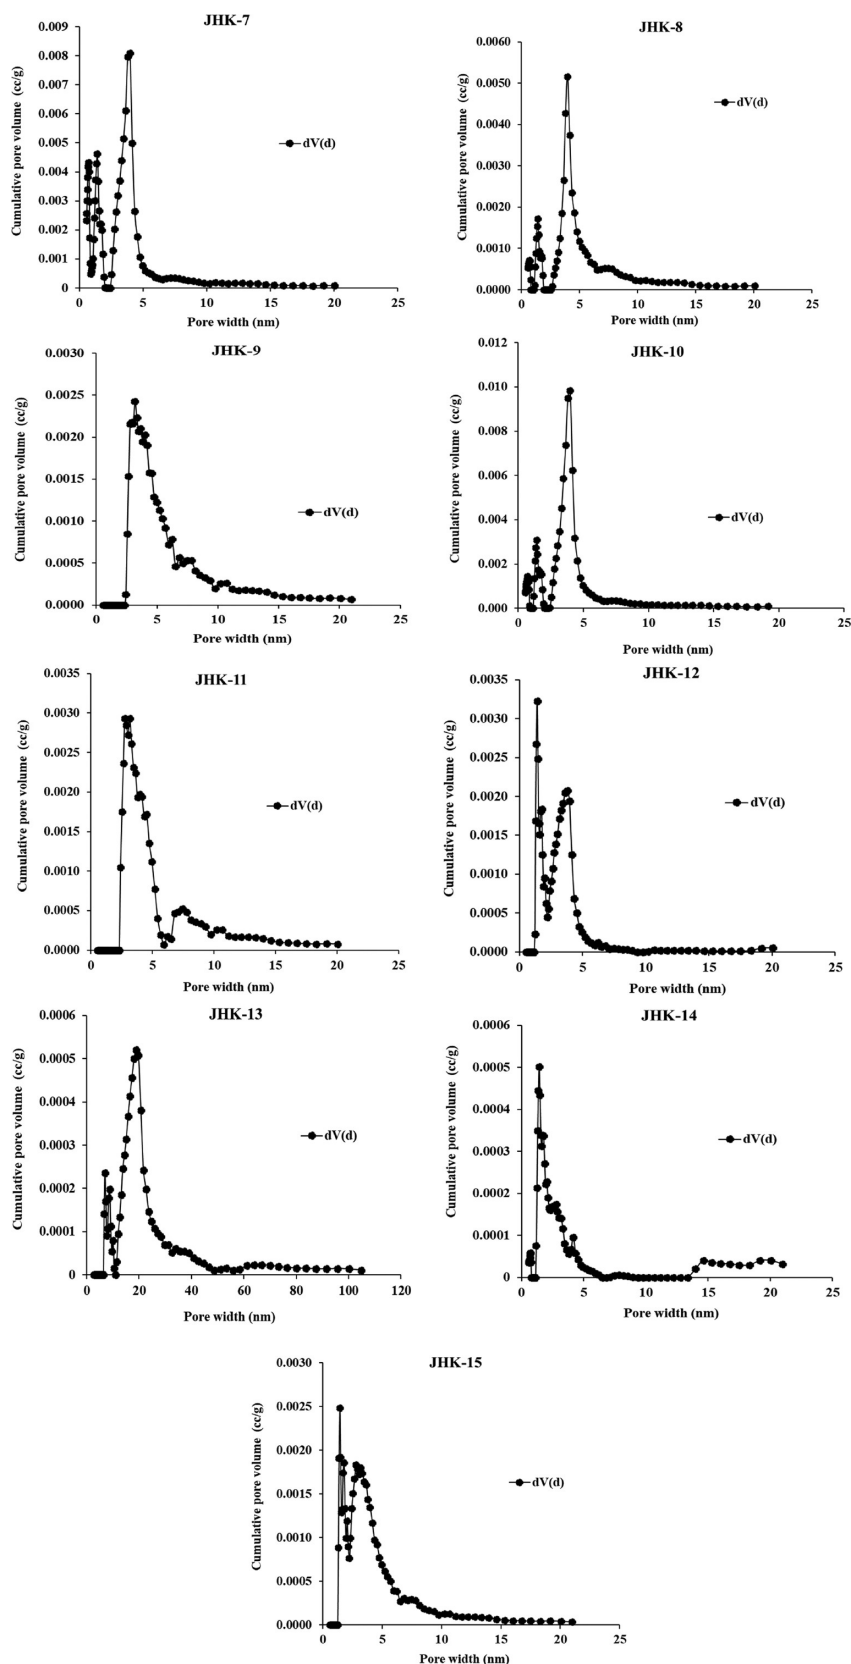 JHK-7
Cumulative pore volume (cc/g)
0.009
0.008
0.007
0.006
0.005
0.004
0.003
0.002
0.001
0
dV(d)
0 5 10 15 20 25
Pore width (nm)
JHK-8
Cumulative pore volume (cc/g)
0.0060
0.0050
0.0040
0.0030
0.0020
0.0010
0.0000
dV(d)
0 5 10 15 20 25
Pore width (nm)
JHK-9
Cumulative pore volume (cc/g)
0.0030
0.0025
0.0020
0.0015
0.0010
0.0005
0.0000
dV(d)
0 5 10 15 20 25
Pore width (nm)
JHK-10
Cumulative pore volume (cc/g)
0.012
0.010
0.008
0.006
0.004
0.002
0.000
dV(d)
0 5 10 15 20 25
Pore width (nm)
JHK-11
Cumulative pore volume (cc/g)
0.0035
0.0030
0.0025
0.0020
0.0015
0.0010
0.0005
0.0000
dV(d)
0 5 10 15 20 25
Pore width (nm)
JHK-12
Cumulative pore volume (cc/g)
0.0035
0.0030
0.0025
0.0020
0.0015
0.0010
0.0005
0.0000
dV(d)
0 5 10 15 20 25
Pore width (nm)
JHK-13
Cumulative pore volume (cc/g)
0.0006
0.0005
0.0004
0.0003
0.0002
0.0001
0
dV(d)
0 20 40 60 80 100 120
Pore width (nm)
JHK-14
Cumulative pore volume (cc/g)
0.0006
0.0005
0.0004
0.0003
0.0002
0.0001
0
dV(d)
0 5 10 15 20 25
Pore width (nm)
JHK-15
Cumulative pore volume (cc/g)
0.0030
0.0025
0.0020
0.0015
0.0010
0.0005
0.0000
dV(d)
0 5 10 15 20 25
Pore width (nm)